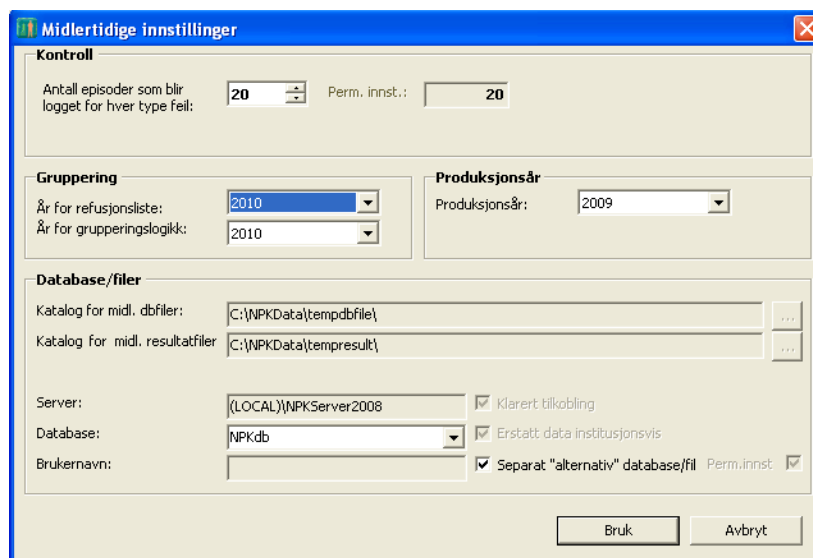 Midlertidige innstillinger
Kontroll
Antall episoder som blir
logget for hver type feil:
20
Perm. innst.:
20
Gruppering
År for refusjonsliste:
2010
År for grupperingslogikk:
2010
Produksjonsår
Produksjonsår:
2009
Database/filer
Katalog for midl. dbfiler:
C:\NPKData\tempdbfile\
...
Katalog for midl. resultatfiler
C:\NPKData\tempresult\
...
Server:
(LOCAL)\NPKServer2008
Klarert tilkobling
Database:
NPKdb
Erstatt data institusjonsvis
Brukernavn:
Separat "alternativ" database/fil
Perm.innst
Bruk
Avbryt